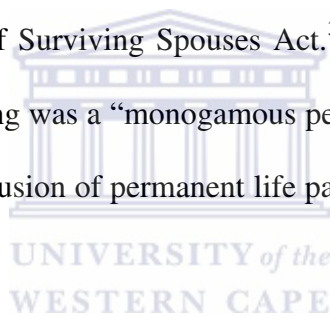 f Surviving Spouses Act.
ng was a “monogamous pe
usion of permanent life pa
UNIVERSITY of the
WESTERN CAPE